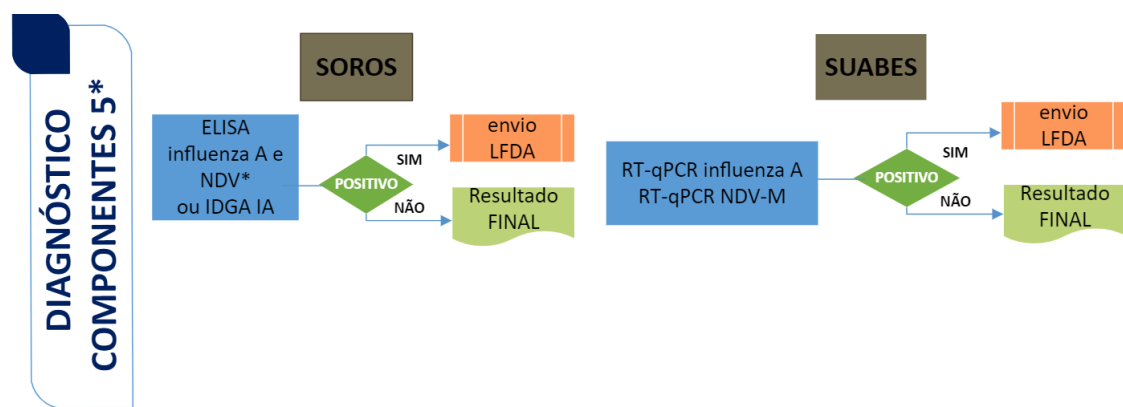 DIAGNÓSTICO
COMPONENTES 5*
SOROS
ELISA
influenza A e
NDV*
ou IDGA IA
POSITIVO
SIM
envio
LFDA
NÃO
Resultado
FINAL
SUABES
RT-qPCR influenza A
RT-qPCR NDV-M
POSITIVO
SIM
envio
LFDA
NÃO
Resultado
FINAL